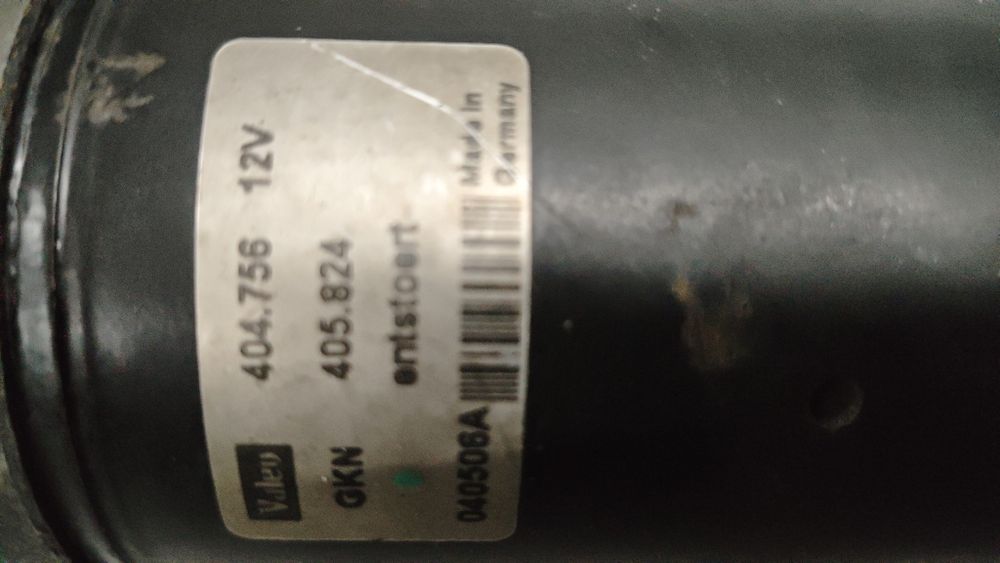 Valeo 404.756 12V
GKN 405.824
entstoert
040506A Made in
Germany